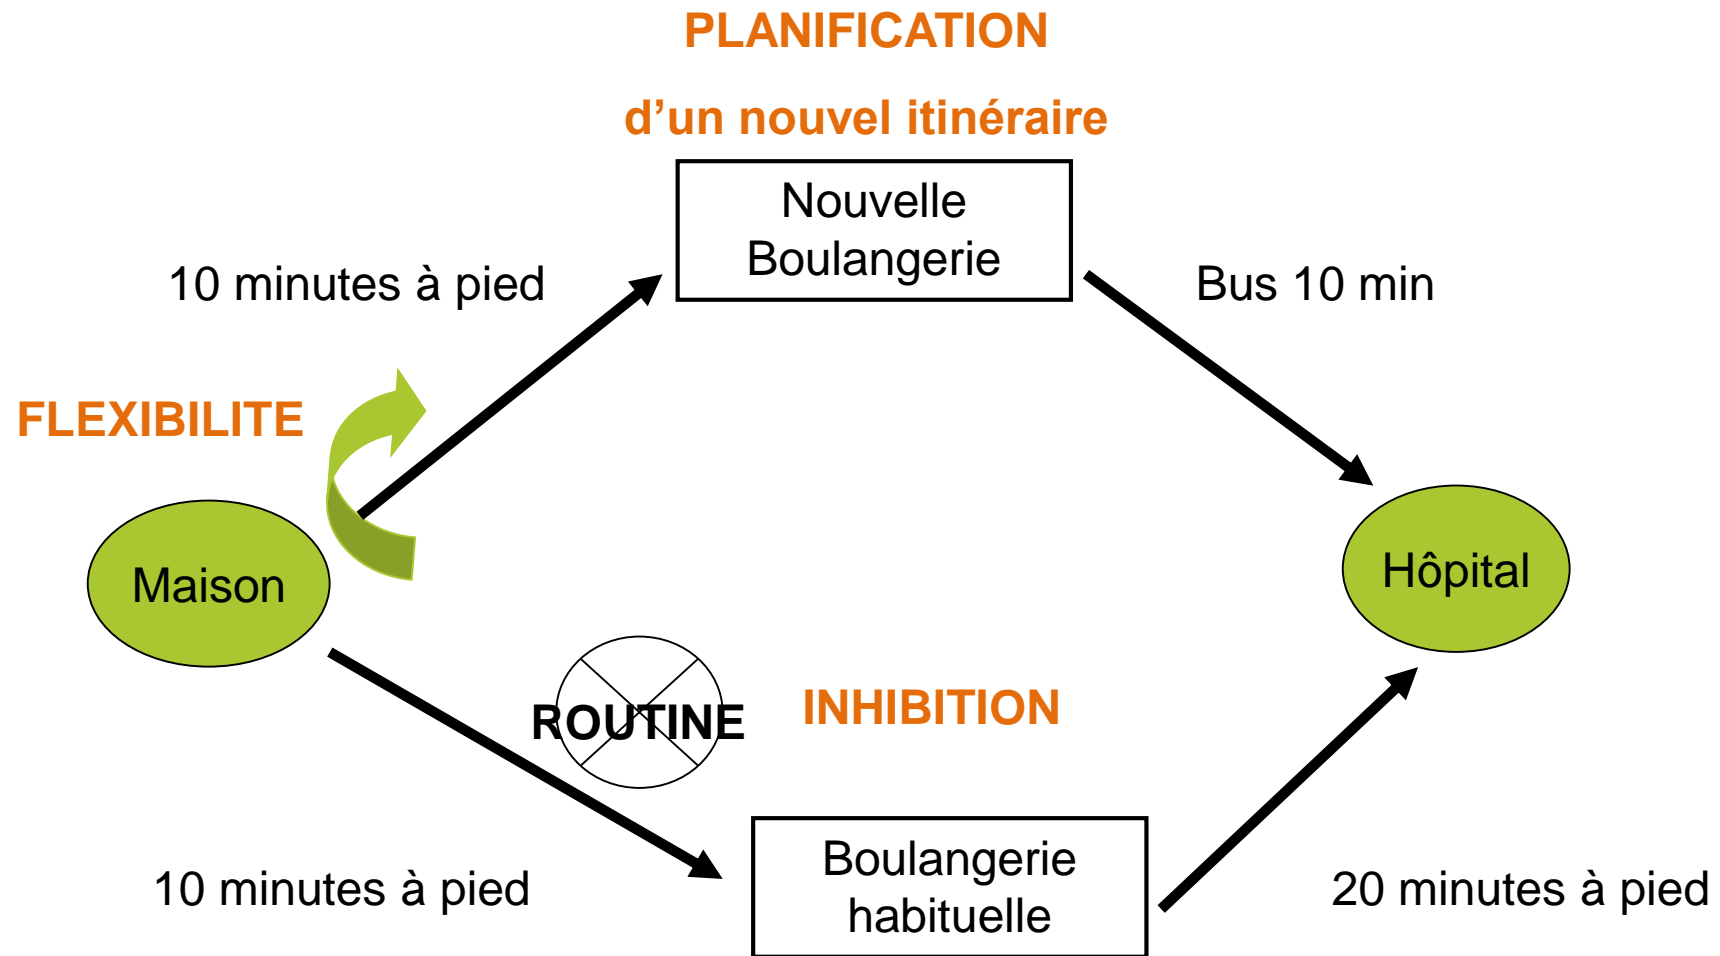 PLANIFICATION
d’un nouvel itinéraire
Nouvelle
Boulangerie
10 minutes à pied
Bus 10 min
FLEXIBILITE
Maison
Hôpital
ROUTINE
INHIBITION
Boulangerie
habituelle
10 minutes à pied
20 minutes à pied